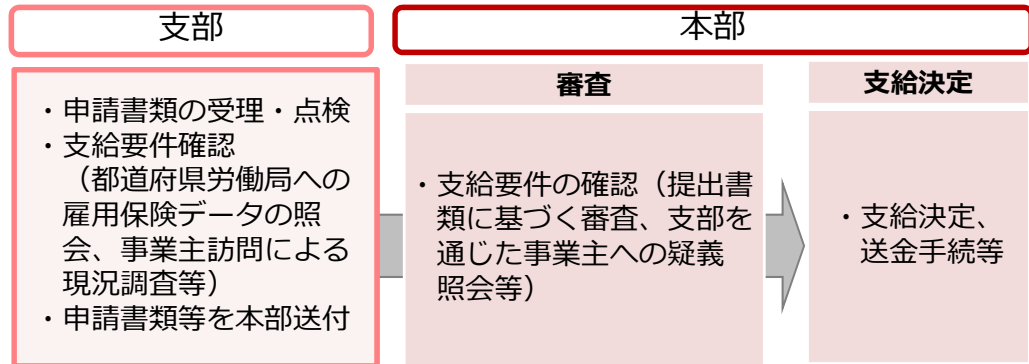 支部
・申請書類の受理・点検
・支給要件確認
（都道府県労働局への
雇用保険データの照
会、事業主訪問による
現況調査等）
・申請書類等を本部送付
本部
審査
・支給要件の確認（提出書
類に基づく審査、支部を
通じた事業主への疑義
照会等）
支給決定
・支給決定、
送金手続等